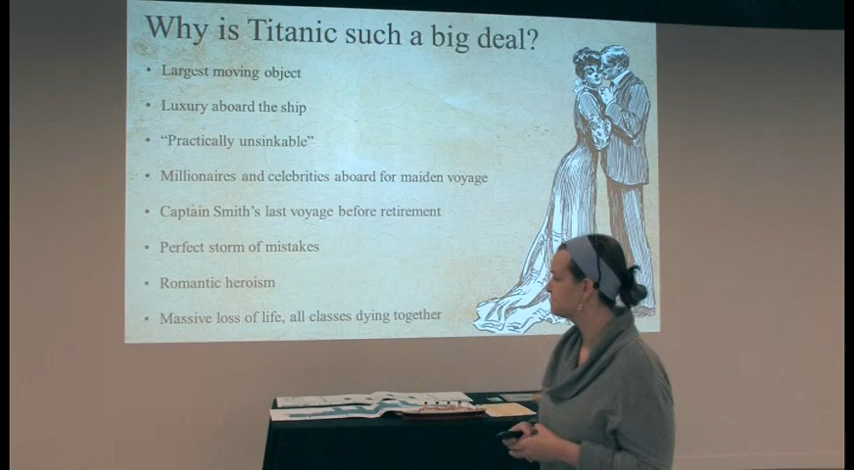 Why is Titanic such a big deal?
• Largest moving object
• Luxury aboard the ship
• “Practically unsinkable”
• Millionaires and celebrities aboard for maiden voyage
• Captain Smith’s last voyage before retirement
• Perfect storm of mistakes
• Romantic heroism
• Massive loss of life, all classes dying together